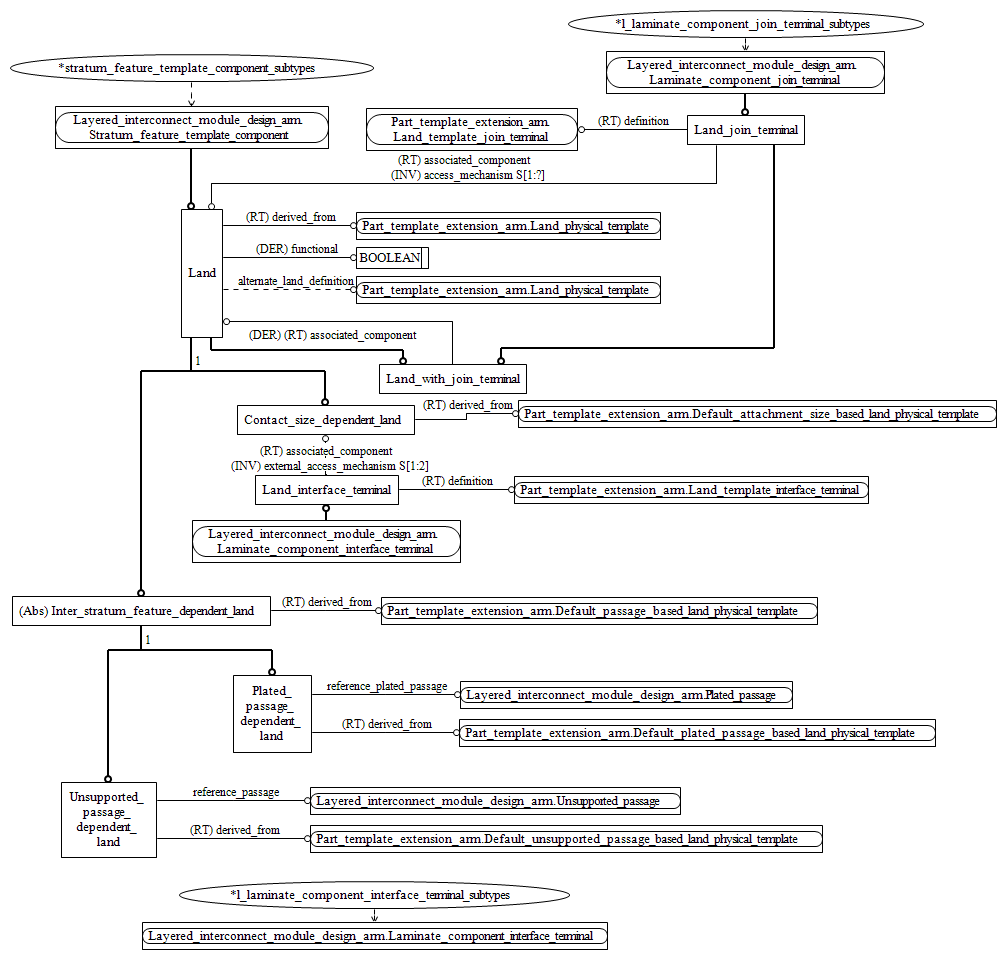 *l_laminate_component_join_terminal_subtypes
*stratum_feature_template_component_subtypes
Layered_interconnect_module_design_arm.
Laminate_component_join_terminal
Layered_interconnect_module_design_arm.
Stratum_feature_template_component
Part_template_extension_arm.
Land_template_join_terminal
(RT) definition
Land_join_terminal
(RT) associated_component
(INV) access_mechanism S[1:?]
Land
(RT) derived_from
Part_template_extension_arm.Land_physical_template
(DER) functional
BOOLEAN
alternate_land_definition
Part_template_extension_arm.Land_physical_template
(DER) (RT) associated_component
1
Land_with_join_terminal
Contact_size_dependent_land
(RT) derived_from
Part_template_extension_arm.Default_attachment_size_based_land_physical_template
(RT) associated_component
(INV) external_access_mechanism S[1:2]
Land_interface_terminal
(RT) definition
Part_template_extension_arm.Land_template_interface_terminal
Layered_interconnect_module_design_arm.
Laminate_component_interface_terminal
(Abs) Inter_stratum_feature_dependent_land
(RT) derived_from
Part_template_extension_arm.Default_passage_based_land_physical_template
1
Plated_
passage_
dependent_
land
reference_plated_passage
Layered_interconnect_module_design_arm.Plated_passage
(RT) derived_from
Part_template_extension_arm.Default_plated_passage_based_land_physical_template
Unsupported_
passage_
dependent_
land
reference_passage
Layered_interconnect_module_design_arm.Unsupported_passage
(RT) derived_from
Part_template_extension_arm.Default_unsupported_passage_based_land_physical_template
*l_laminate_component_interface_terminal_subtypes
Layered_interconnect_module_design_arm.Laminate_component_interface_terminal